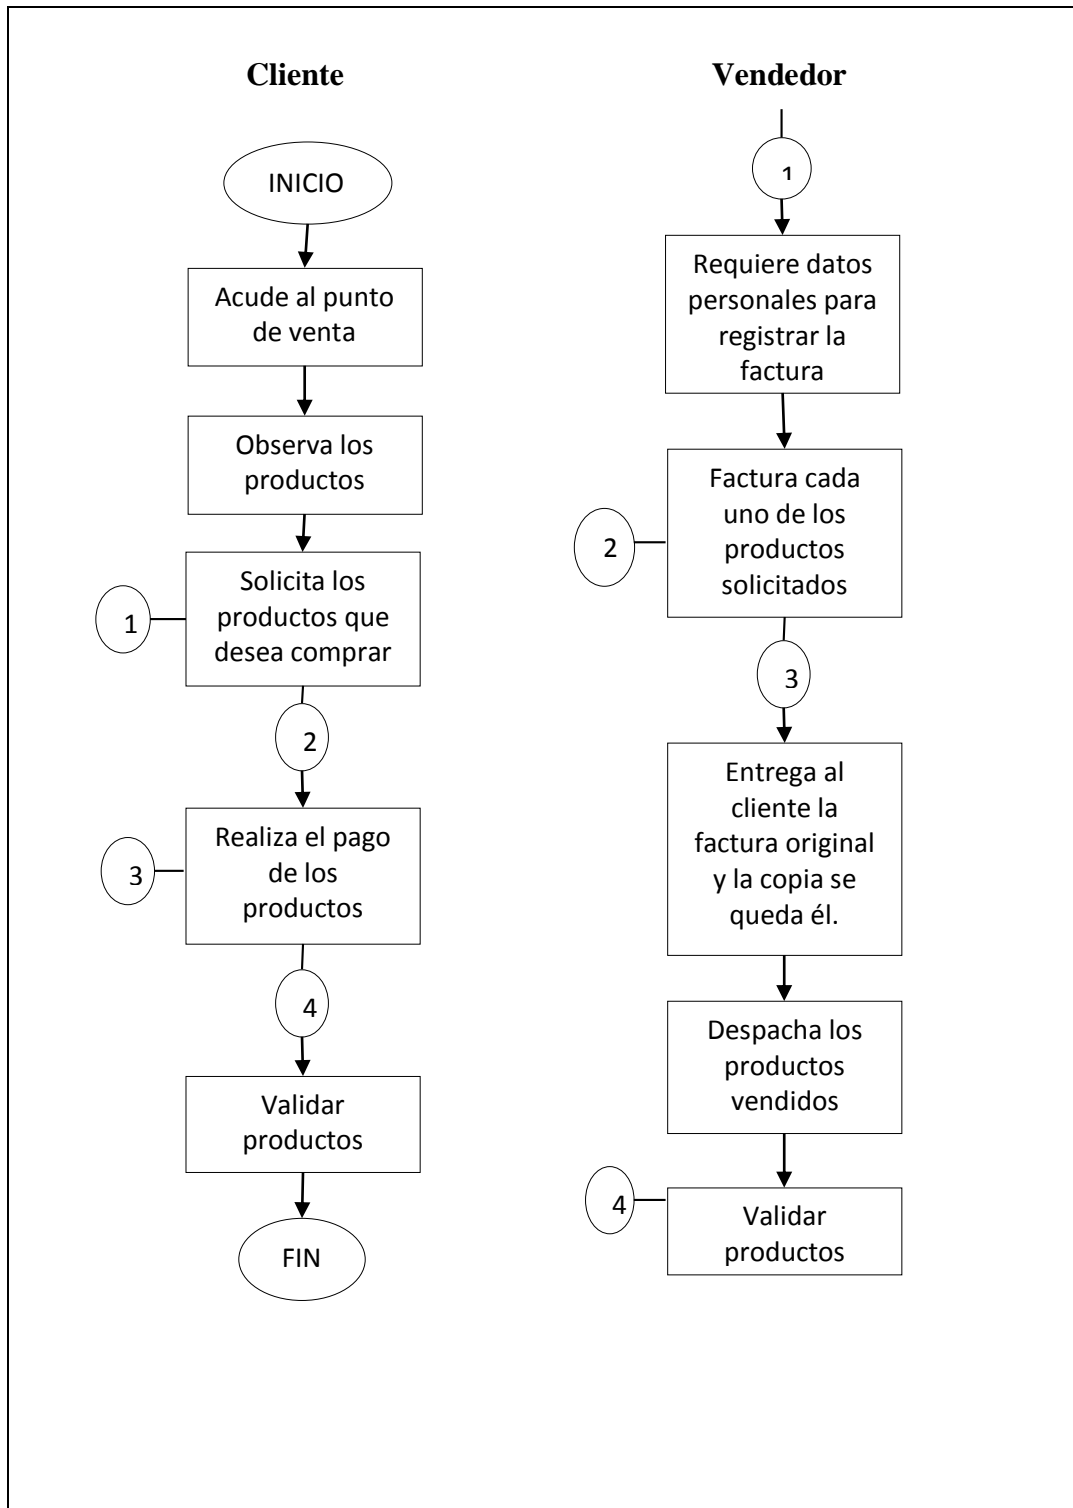 Cliente
INICIO
Acude al punto
de venta
Observa los
productos
1
Solicita los
productos que
desea comprar
2
3
Realiza el pago
de los
productos
4
Validar
productos
FIN
Vendedor
1
Requiere datos
personales para
registrar la
factura
2
Factura cada
uno de los
productos
solicitados
3
Entrega al
cliente la
factura original
y la copia se
queda él.
Despacha los
productos
vendidos
4
Validar
productos